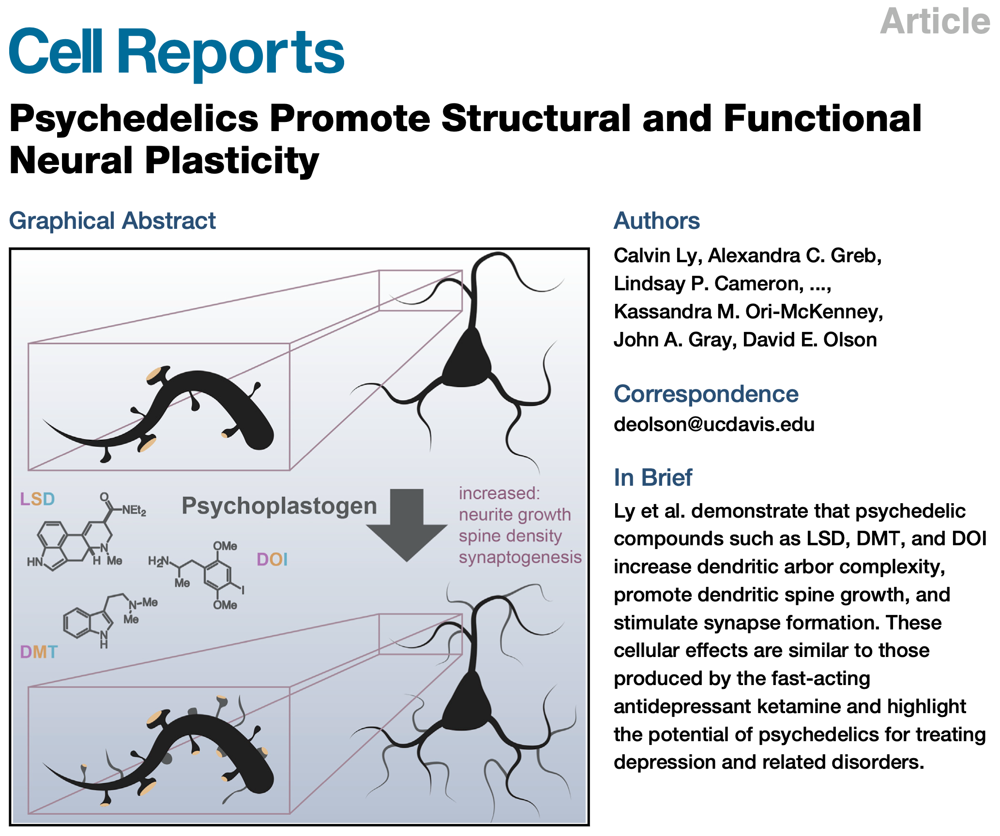 Article
Cell Reports
Psychedelics Promote Structural and Functional
Neural Plasticity
Graphical Abstract
LSD
O
NEt2
N
HN
H
Me
Psychoplastogen
increased:
neurite growth
spine density
synaptogenesis
OMe
H2N
DOI
Me
I
OMe
N-Me
Me
N
H
DMT
Authors
Calvin Ly, Alexandra C. Greb,
Lindsay P. Cameron, ...,
Kassandra M. Ori-McKenney,
John A. Gray, David E. Olson
Correspondence
deolson@ucdavis.edu
In Brief
Ly et al. demonstrate that psychedelic
compounds such as LSD, DMT, and DOI
increase dendritic arbor complexity,
promote dendritic spine growth, and
stimulate synapse formation. These
cellular effects are similar to those
produced by the fast-acting
antidepressant ketamine and highlight
the potential of psychedelics for treating
depression and related disorders.